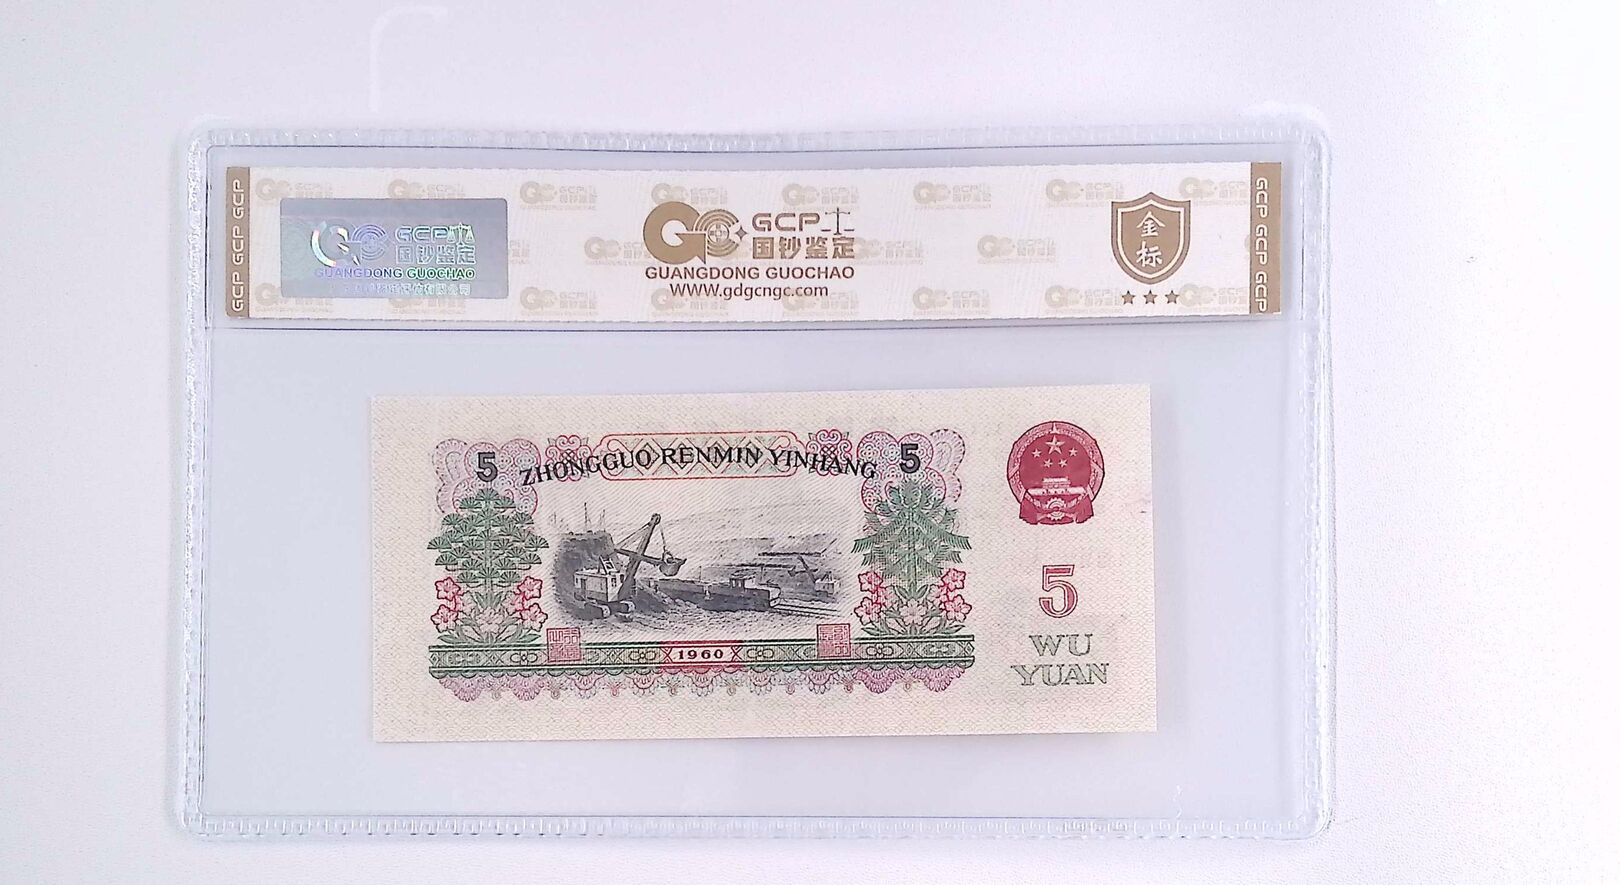 GCP GCP GCP
GCP
国钞鉴定
GUANGDONG GUOCHAO
GCP
国钞鉴定
GUANGDONG GUOCHAO
WWW.gdgcngc.com
金
标
GCP GCP GCP
5 ZHONGGUO RENMIN YINHANG 5
1960
5
WU
YUAN